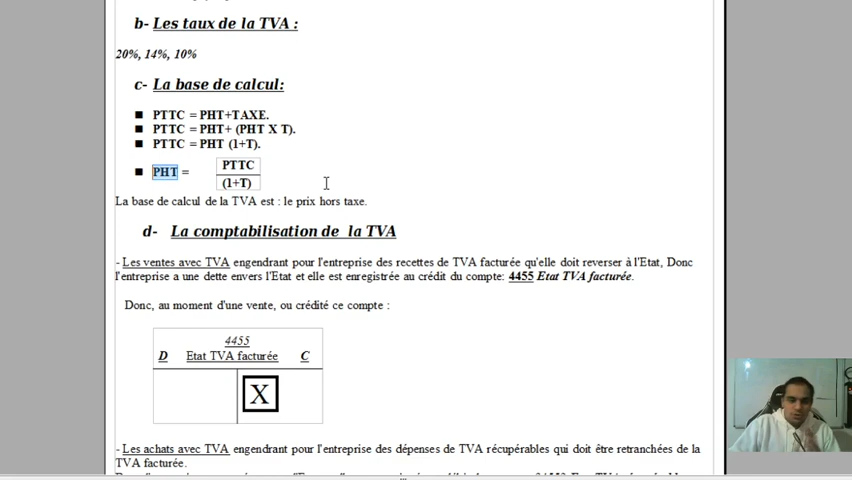 b- Les taux de la TVA :
20%, 14%, 10%
c- La base de calcul:
■ PTTC = PHT+TAXE.
■ PTTC = PHT+ (PHT X T).
■ PTTC = PHT (1+T).
■ PHT = PTTC
(1+T)
La base de calcul de la TVA est : le prix hors taxe.
d- La comptabilisation de la TVA
- Les ventes avec TVA engendrant pour l'entreprise des recettes de TVA facturée qu'elle doit reverser à l'Etat, Donc
l'entreprise a une dette envers l'Etat et elle est enregistrée au crédit du compte: 4455 Etat TVA facturée.
Donc, au moment d'une vente, ou crédité ce compte :
4455
D Etat TVA facturée C
X
- Les achats avec TVA engendrant pour l'entreprise des dépenses de TVA récupérables qui doit être retranchées de la
TVA facturée.